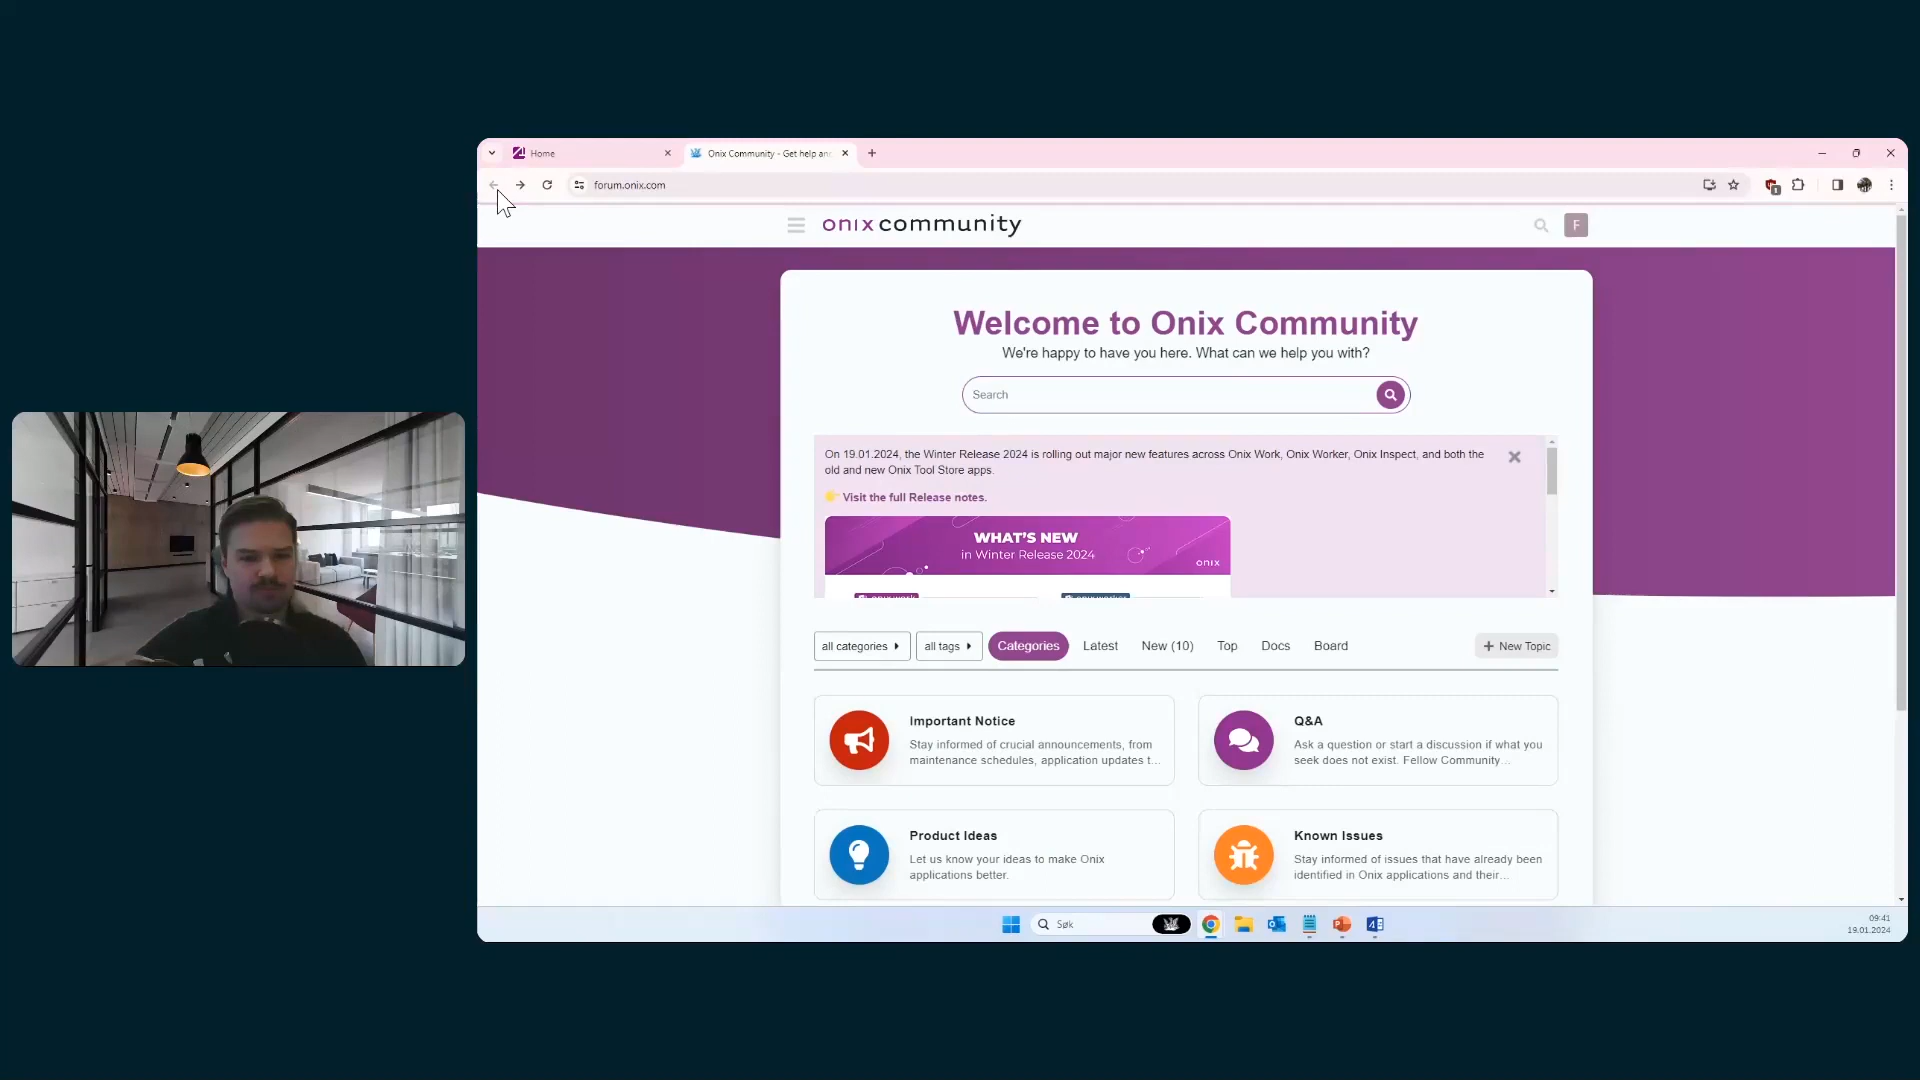 Home
Onix Community - Get help and
forum.onix.com
onix community
F
Welcome to Onix Community
We're happy to have you here. What can we help you with?
Search
On 19.01.2024, the Winter Release 2024 is rolling out major new features across Onix Work, Onix Worker, Onix Inspect, and both the
old and new Onix Tool Store apps.
Visit the full Release notes.
WHAT'S NEW
in Winter Release 2024
onix
all categories
all tags
Categories
Latest
New (10)
Top
Docs
Board
+ New Topic
Important Notice
Stay informed of crucial announcements, from
maintenance schedules, application updates t...
Q&A
Ask a question or start a discussion if what you
seek does not exist. Fellow Community...
Product Ideas
Let us know your ideas to make Onix
applications better.
Known Issues
Stay informed of issues that have already been
identified in Onix applications and their...
Søk
09:41
19.01.2024